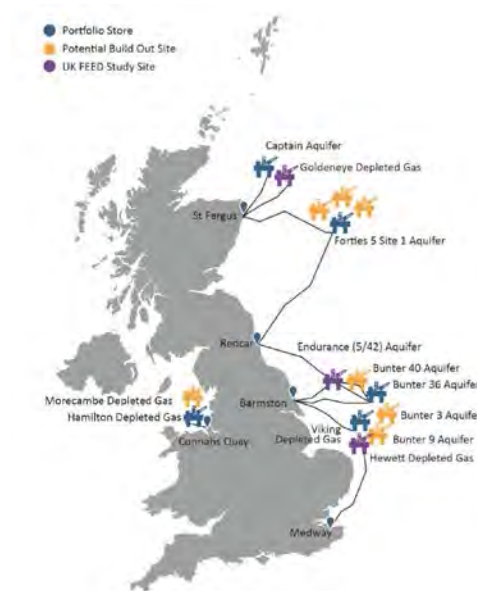 Portfolio Store
Potential Build Out Site
UK FEED Study Site
Captain Aquifer
Goldeneye Depleted Gas
St Fergus
Forties 5 Site 1 Aquifer
Redcar
Endurance (5/42) Aquifer
Bunter 40 Aquifer
Bunter 36 Aquifer
Morecambe Depleted Gas
Hamilton Depleted Gas
Barmston
Connahs Quay
Bunter 3 Aquifer
Viking
Depleted Gas
Bunter 9 Aquifer
Hewett Depleted Gas
Medway